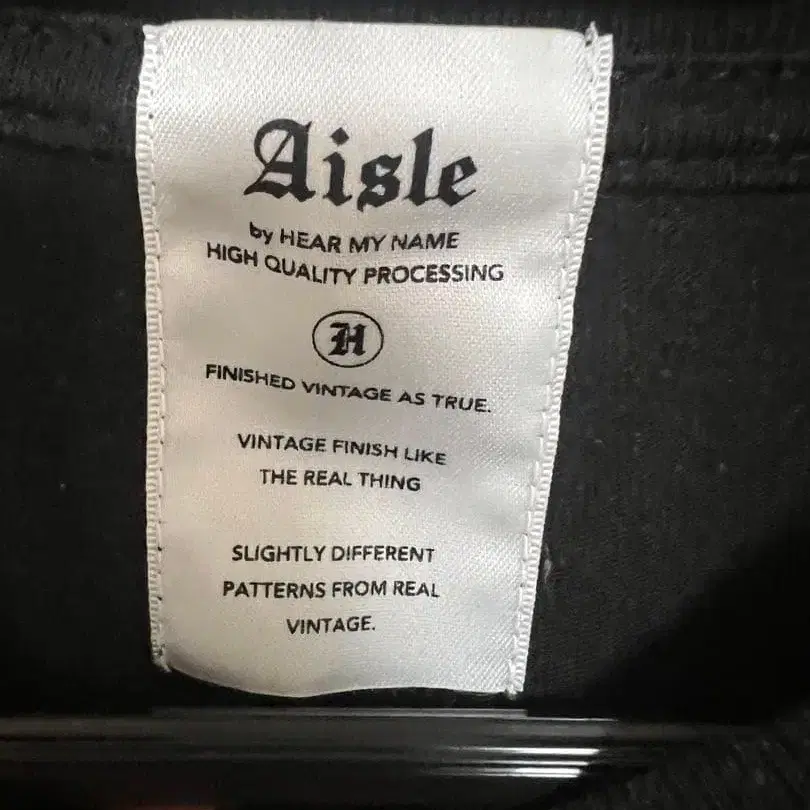 Aisle
by HEAR MY NAME
HIGH QUALITY PROCESSING
H
FINISHED VINTAGE AS TRUE.
VINTAGE FINISH LIKE
THE REAL THING
SLIGHTLY DIFFERENT
PATTERNS FROM REAL
VINTAGE.